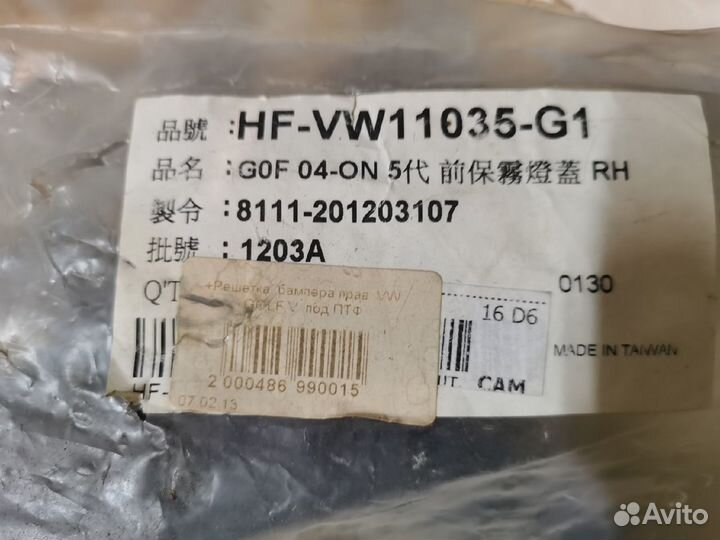 品號 :HF-VW11035-G1
品名 : G0F 04-ON 5代 前保霧燈蓋 RH
製令 : 8111-201203107
批號 : 1203A
Q'T
0130
+Решетка бампера прав VW
GOLF V под ПТФ
16 D6
MADE IN TAIWAN
2 000486 990015
HF-
CAM
07.02.13
Avito